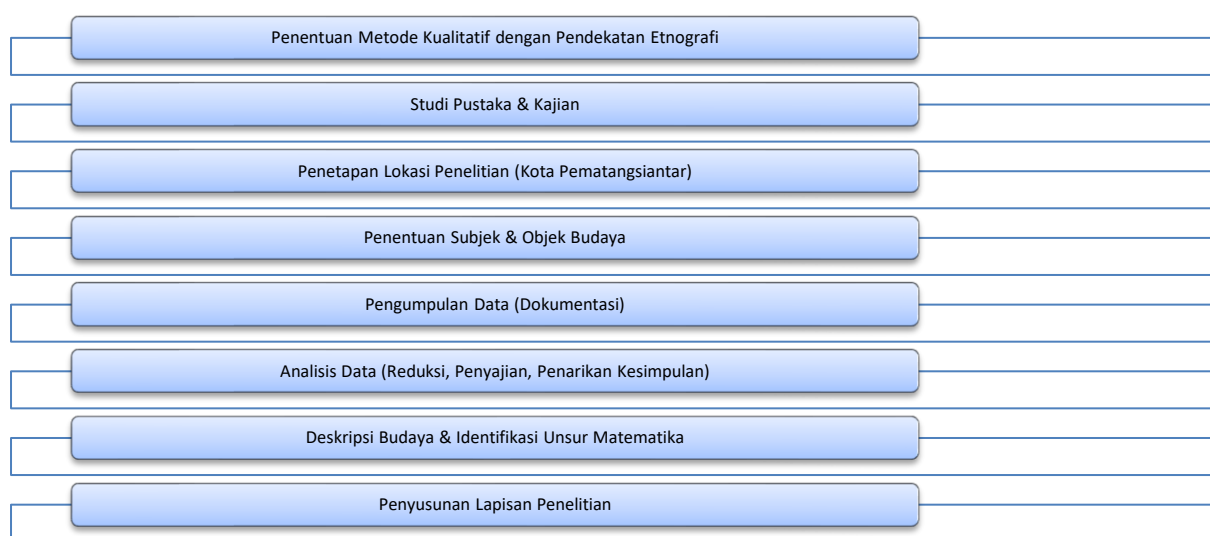 Penentuan Metode Kualitatif dengan Pendekatan Etnografi
Studi Pustaka & Kajian
Penetapan Lokasi Penelitian (Kota Pematangsiantar)
Penentuan Subjek & Objek Budaya
Pengumpulan Data (Dokumentasi)
Analisis Data (Reduksi, Penyajian, Penarikan Kesimpulan)
Deskripsi Budaya & Identifikasi Unsur Matematika
Penyusunan Lapisan Penelitian